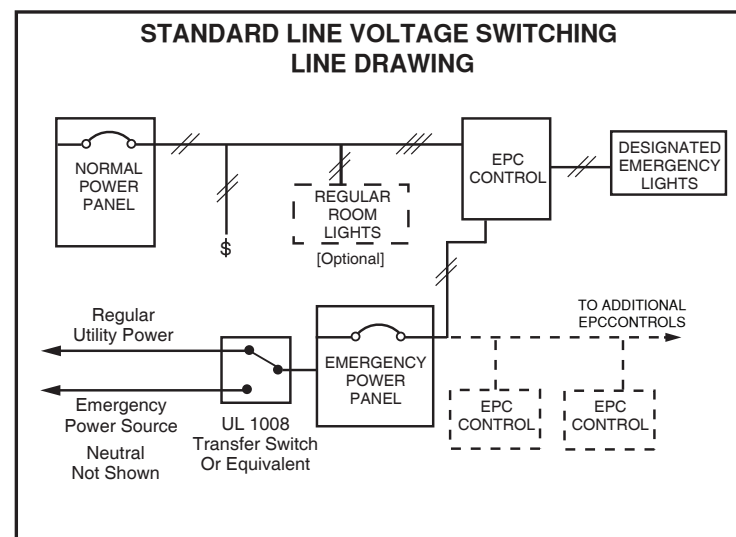 STANDARD LINE VOLTAGE SWITCHING
LINE DRAWING
NORMAL
POWER
PANEL
$
REGULAR
ROOM
LIGHTS
[Optional]
EPC
CONTROL
DESIGNATED
EMERGENCY
LIGHTS
Regular
Utility Power
Emergency
Power Source
Neutral
Not Shown
UL 1008
Transfer Switch
Or Equivalent
EMERGENCY
POWER
PANEL
TO ADDITIONAL
EPCCONTROLS
EPC
CONTROL
EPC
CONTROL